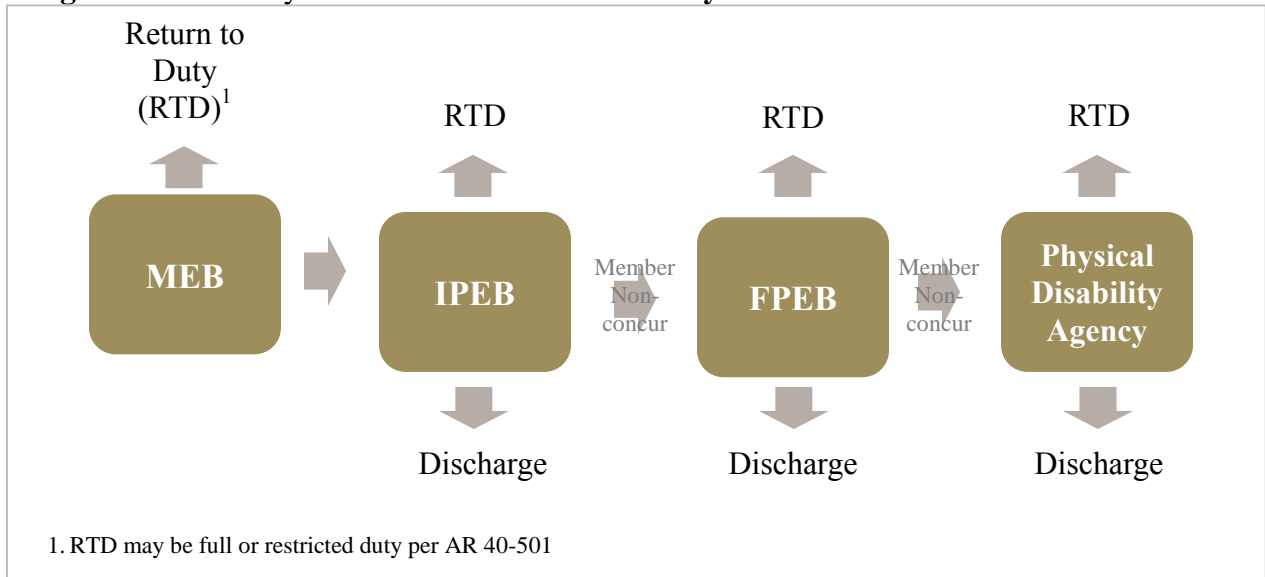 Return to
Duty
(RTD)1
RTD
RTD
RTD
MEB
IPEB
Member
Non-
concur
FPEB
Member
Non-
concur
Physical
Disability
Agency
Discharge
Discharge
Discharge
1. RTD may be full or restricted duty per AR 40-501